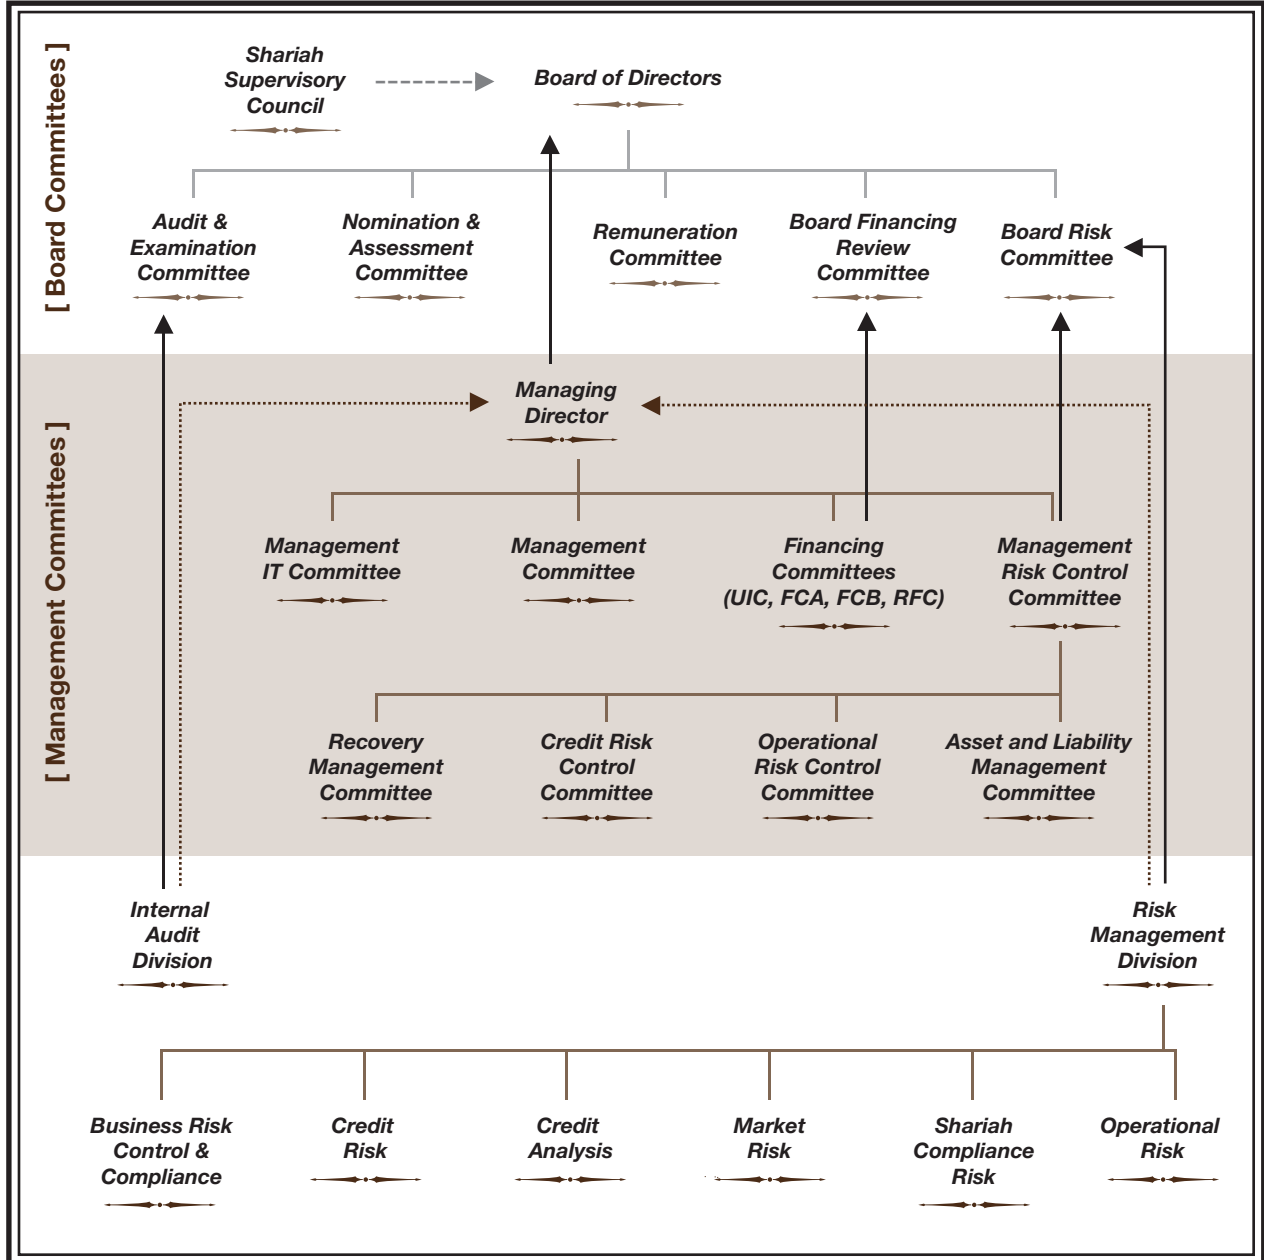 [ Board Committees ]
Shariah
Supervisory
Council
Board of Directors
Audit &
Examination
Committee
Nomination &
Assessment
Committee
Remuneration
Committee
Board Financing
Review
Committee
Board Risk
Committee
[ Management Committees ]
Managing
Director
Management
IT Committee
Management
Committee
Financing
Committees
(UIC, FCA, FCB, RFC)
Management
Risk Control
Committee
Recovery
Management
Committee
Credit Risk
Control
Committee
Operational
Risk Control
Committee
Asset and Liability
Management
Committee
Internal
Audit
Division
Risk
Management
Division
Business Risk
Control &
Compliance
Credit
Risk
Credit
Analysis
Market
Risk
Shariah
Compliance
Risk
Operational
Risk